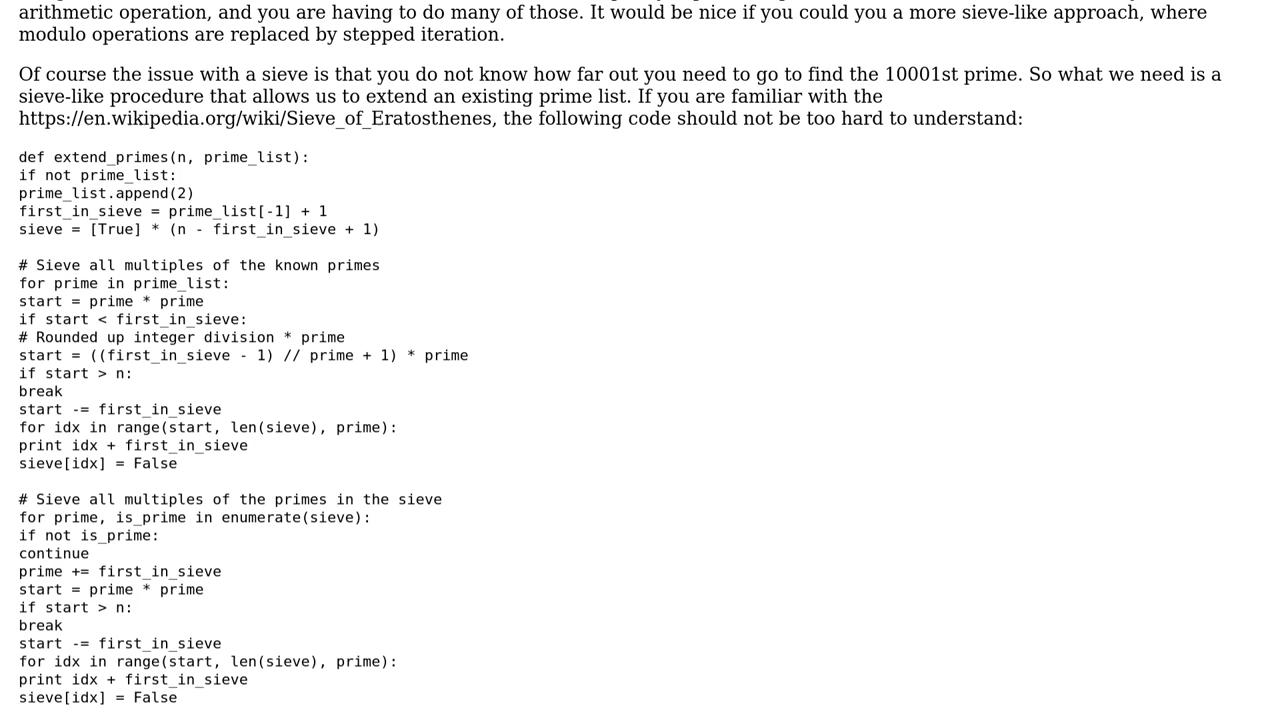 arithmetic operation, and you are having to do many of those. It would be nice if you could you a more sieve-like approach, where
modulo operations are replaced by stepped iteration.
Of course the issue with a sieve is that you do not know how far out you need to go to find the 10001st prime. So what we need is a
sieve-like procedure that allows us to extend an existing prime list. If you are familiar with the
https://en.wikipedia.org/wiki/Sieve_of_Eratosthenes, the following code should not be too hard to understand:
def extend_primes(n, prime_list):
if not prime_list:
prime_list.append(2)
first_in_sieve = prime_list[-1] + 1
sieve = [True] * (n - first_in_sieve + 1)
# Sieve all multiples of the known primes
for prime in prime_list:
start = prime * prime
if start < first_in_sieve:
# Rounded up integer division * prime
start = ((first_in_sieve - 1) // prime + 1) * prime
if start > n:
break
start -= first_in_sieve
for idx in range(start, len(sieve), prime):
print idx + first_in_sieve
sieve[idx] = False
# Sieve all multiples of the primes in the sieve
for prime, is_prime in enumerate(sieve):
if not is_prime:
continue
prime += first_in_sieve
start = prime * prime
if start > n:
break
start -= first_in_sieve
for idx in range(start, len(sieve), prime):
print idx + first_in_sieve
sieve[idx] = False